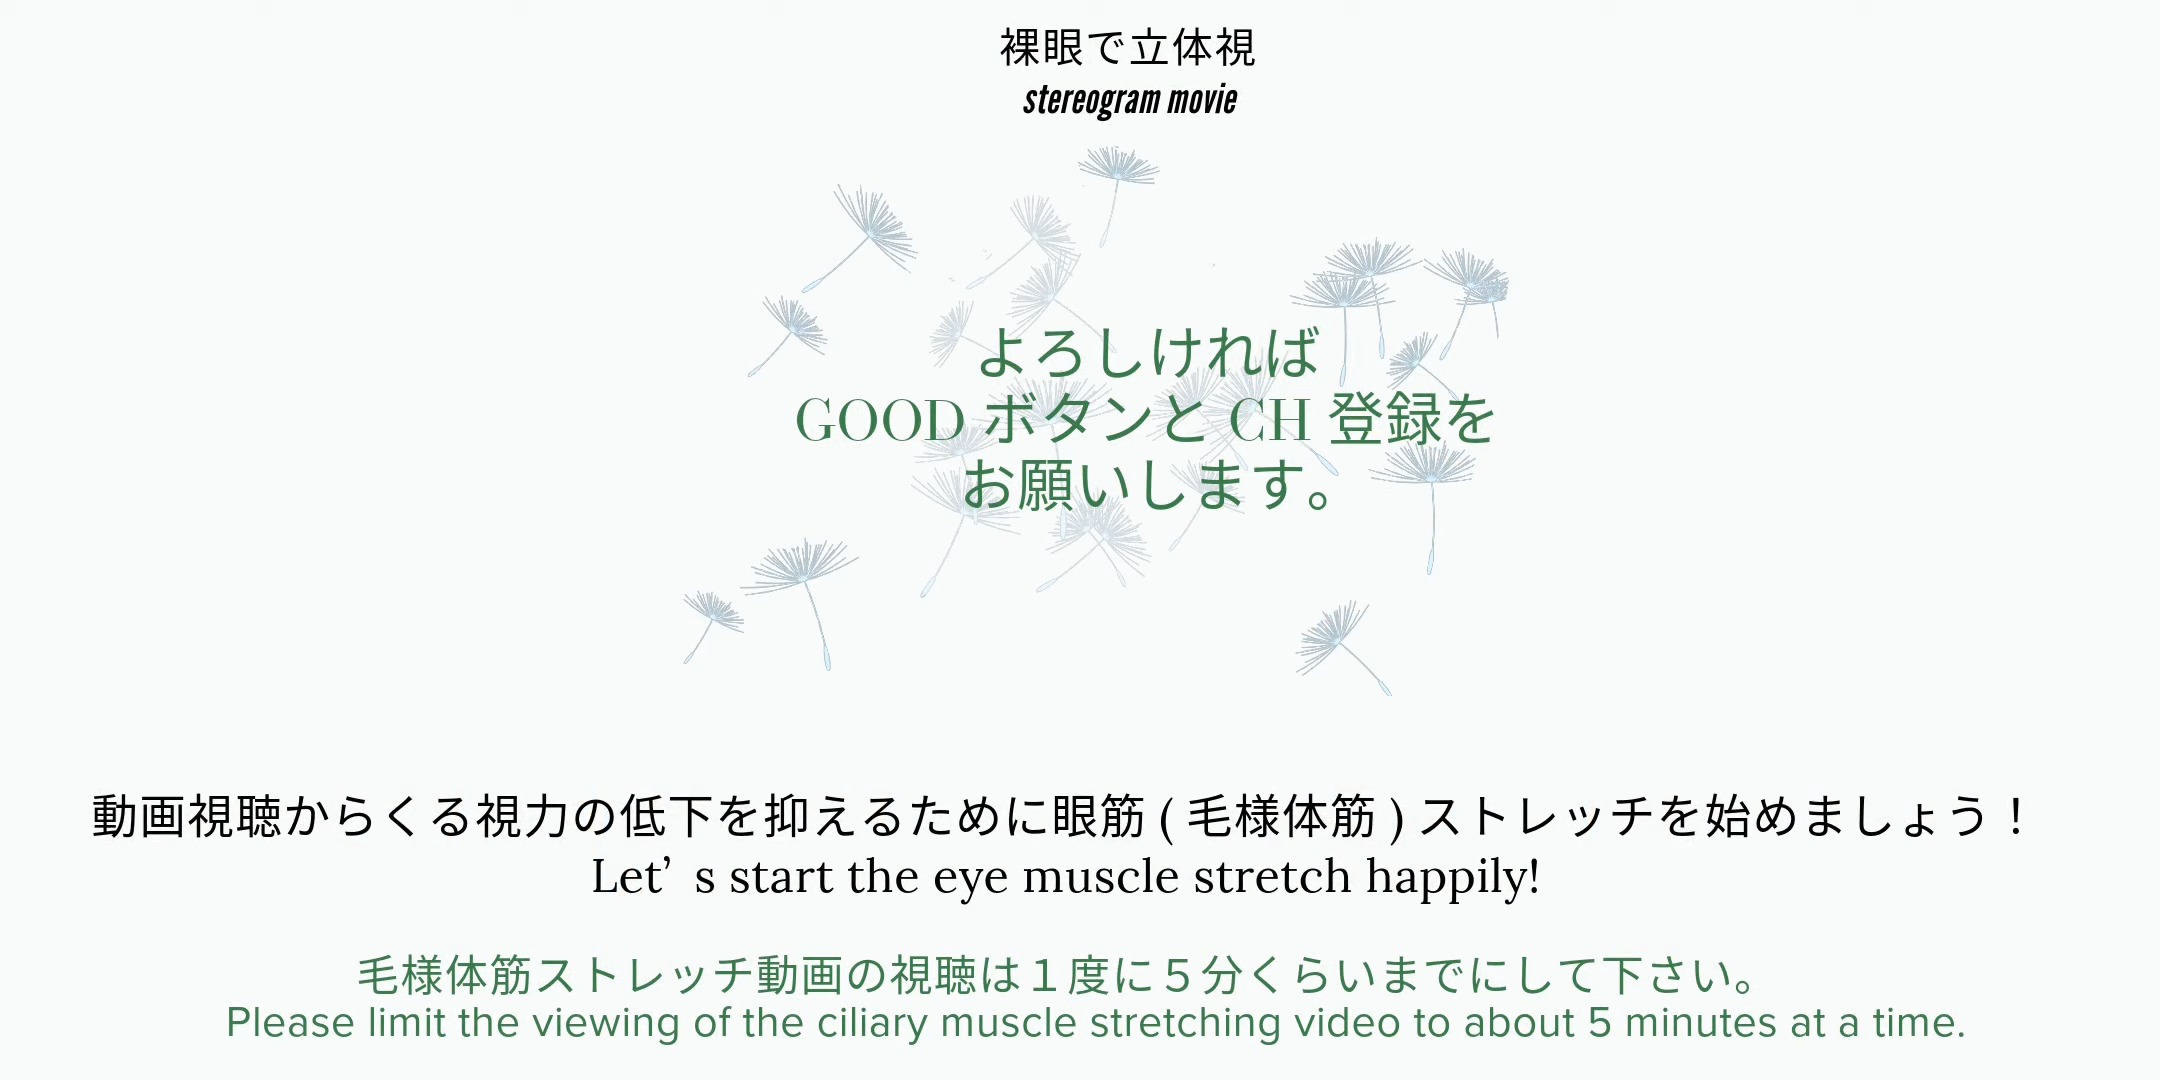 裸眼で立体視
stereogram movie
よろしければ
GOOD ボタンと CH 登録を
お願いします。
動画視聴からくる視力の低下を抑えるために眼筋 ( 毛様体筋 ) ストレッチを始めましょう！
Let’ s start the eye muscle stretch happily!
毛様体筋ストレッチ動画の視聴は１度に５分くらいまでにして下さい。
Please limit the viewing of the ciliary muscle stretching video to about 5 minutes at a time.